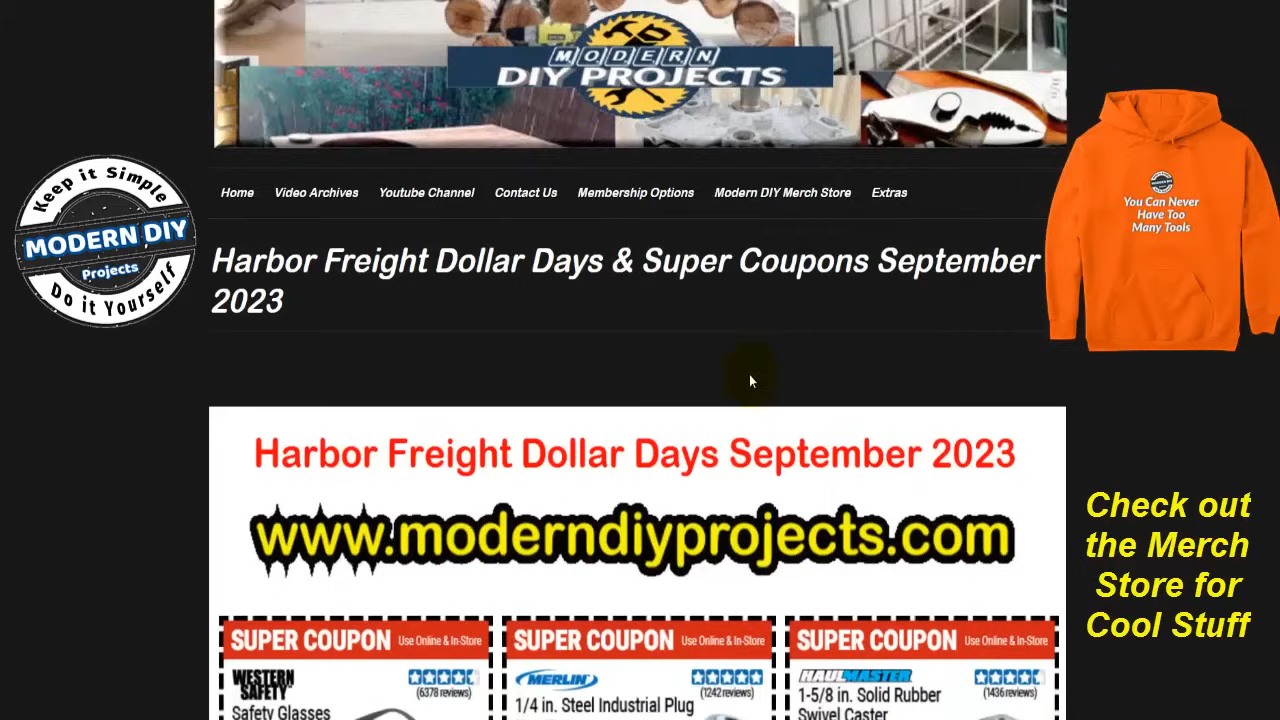 MODERN
DIY PROJECTS
Home Video Archives Youtube Channel Contact Us Membership Options Modern DIY Merch Store Extras
Keep it Simple
MODERN DIY
Projects
Do it Yourself
You Can Never
Have Too
Many Tools
Harbor Freight Dollar Days & Super Coupons September
2023
Harbor Freight Dollar Days September 2023
www.moderndiyprojects.com
Check out
the Merch
Store for
Cool Stuff
SUPER COUPON Use Online & In-Store
WESTERN
SAFETY
(6378 reviews)
Safety Glasses
SUPER COUPON Use Online & In-Store
MERLIN
(1242 reviews)
1/4 in. Steel Industrial Plug
SUPER COUPON Use Online & In-Store
HAULMASTER
(1436 reviews)
1-5/8 in. Solid Rubber
Swivel Caster